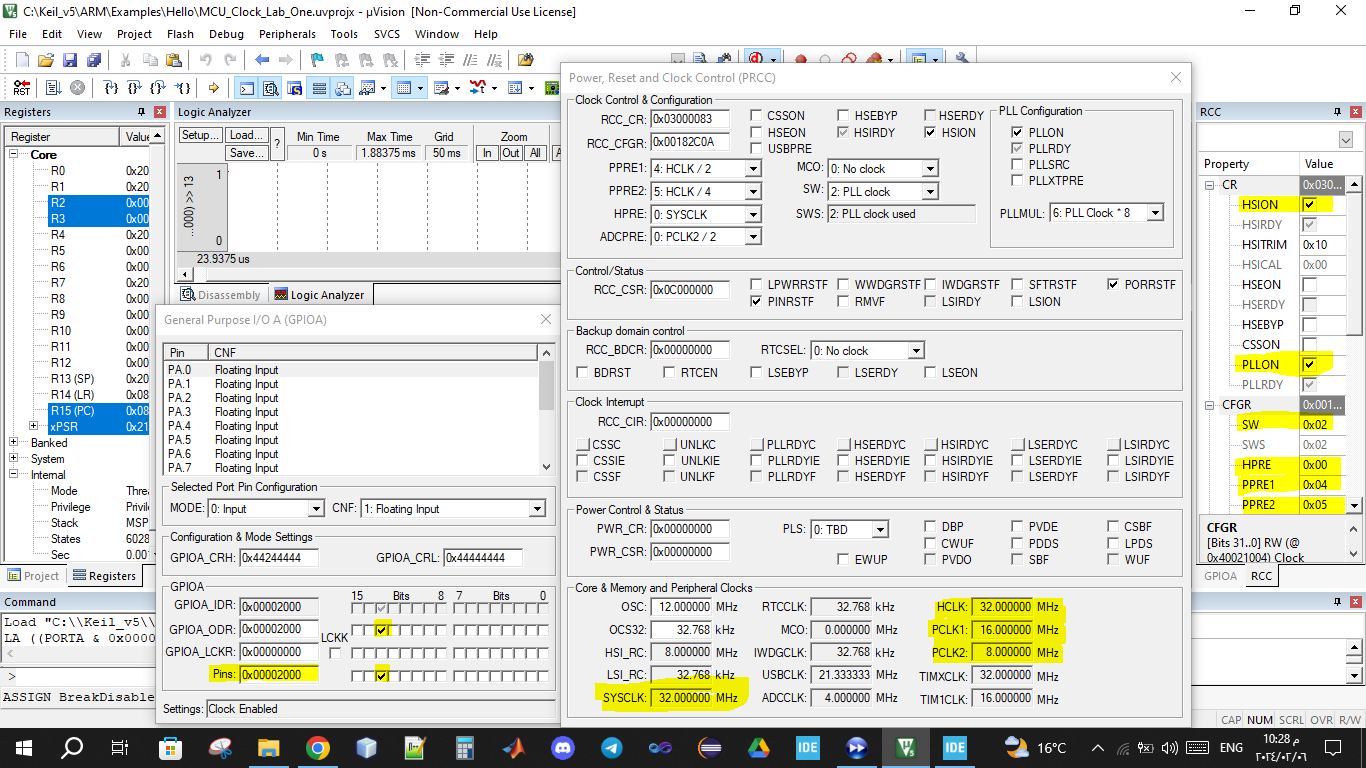 C:\Keil_v5\ARM\Examples\Hello\MCU_Clock_Lab_One.uvprojx - µVision [Non-Commercial Use License]
File Edit View Project Flash Debug Peripherals Tools SVCS Window Help
Registers
Register Value
Core
R0 0x20
R1 0x20
R2 0x00
R3 0x00
R4 0x20
R5 0x00
R6 0x00
R7 0x20
R8 0x00
R9 0x00
R10 0x00
R11 0x00
R12 0x00
R13 (SP) 0x20
R14 (LR) 0x08
R15 (PC) 0x08
xPSR 0x21
Banked
System
Internal
Mode Threa
Privilege Privile
Stack MSP
States 6028
Sec 0.00
Project Registers
Logic Analyzer
Setup... Load... Save... ?
Min Time Max Time Grid Zoom
0 s 1.88375 ms 50 ms In Out All
...000) >> 13
1
0
23.9375 us
Disassembly Logic Analyzer
General Purpose I/O A (GPIOA)
Pin CNF
PA.0 Floating Input
PA.1 Floating Input
PA.2 Floating Input
PA.3 Floating Input
PA.4 Floating Input
PA.5 Floating Input
PA.6 Floating Input
PA.7 Floating Input
Selected Port Pin Configuration
MODE: 0: Input CNF: 1: Floating Input
Configuration & Mode Settings
GPIOA_CRH: 0x44244444 GPIOA_CRL: 0x44444444
GPIOA
15 Bits 8 7 Bits 0
GPIOA_IDR: 0x00002000
GPIOA_ODR: 0x00002000
LCKK
GPIOA_LCKR: 0x00000000
Pins: 0x00002000
Settings: Clock Enabled
Power, Reset and Clock Control (PRCC)
Clock Control & Configuration
RCC_CR: 0x03000083 CSSON HSEBYP HSERDY
HSEON HSIRDY HSION
RCC_CFGR: 0x00182C0A USBPRE
PPRE1: 4: HCLK / 2 MCO: 0: No clock
PPRE2: 5: HCLK / 4 SW: 2: PLL clock
HPRE: 0: SYSCLK SWS: 2: PLL clock used
ADCPRE: 0: PCLK2 / 2
PLL Configuration
PLLON
PLLRDY
PLLSRC
PLLXTPRE
PLLMUL: 6: PLL Clock * 8
Control/Status
RCC_CSR: 0x0C000000 LPWRRSTF WWDGRSTF IWDGRSTF SFTRSTF PORRSTF
PINRSTF RMVF LSIRDY LSION
Backup domain control
RCC_BDCR: 0x00000000 RTCSEL: 0: No clock
BDRST RTCEN LSEBYP LSERDY LSEON
Clock Interrupt
RCC_CIR: 0x00000000
CSSC UNLKC PLLRDYC HSERDYC HSIRDYC LSERDYC LSIRDYC
CSSIE UNLKIE PLLRDYIE HSERDYIE HSIRDYIE LSERDYIE LSIRDYIE
CSSF UNLKF PLLRDYF HSERDYF HSIRDYF LSERDYF LSIRDYF
Power Control & Status
PWR_CR: 0x00000000 PLS: 0: TBD DBP PVDE CSBF
CWUF PDDS LPDS
PWR_CSR: 0x00000000 EWUP PVDO SBF WUF
Core & Memory and Peripheral Clocks
OSC: 12.000000 MHz RTCCLK: 32.768 kHz HCLK: 32.000000 MHz
OCS32: 32.768 kHz MCO: 0.000000 MHz PCLK1: 16.000000 MHz
HSI_RC: 8.000000 MHz IWDGCLK: 32.768 kHz PCLK2: 8.000000 MHz
LSI_RC: 32.768 kHz USBCLK: 21.333333 MHz TIMXCLK: 32.000000 MHz
SYSCLK: 32.000000 MHz ADCCLK: 4.000000 MHz TIM1CLK: 16.000000 MHz
RCC
Property Value
CR 0x030...
HSION
HSIRDY
HSITRIM 0x10
HSICAL 0x00
HSEON
HSERDY
HSEBYP
CSSON
PLLON
PLLRDY
CFGR 0x001...
SW 0x02
SWS 0x02
HPRE 0x00
PPRE1 0x04
PPRE2 0x05
CFGR
[Bits 31..0] RW (@
0x40021004) Clock
GPIOA RCC
Command
Load "C:\\Keil_v5\
LA ((PORTA & 0x0000
>
ASSIGN BreakDisable
CAP NUM SCRL OVR R/W
IDE IDE 16°C ENG
10:28 م
٢٠٢٤/٠٢/٠٦